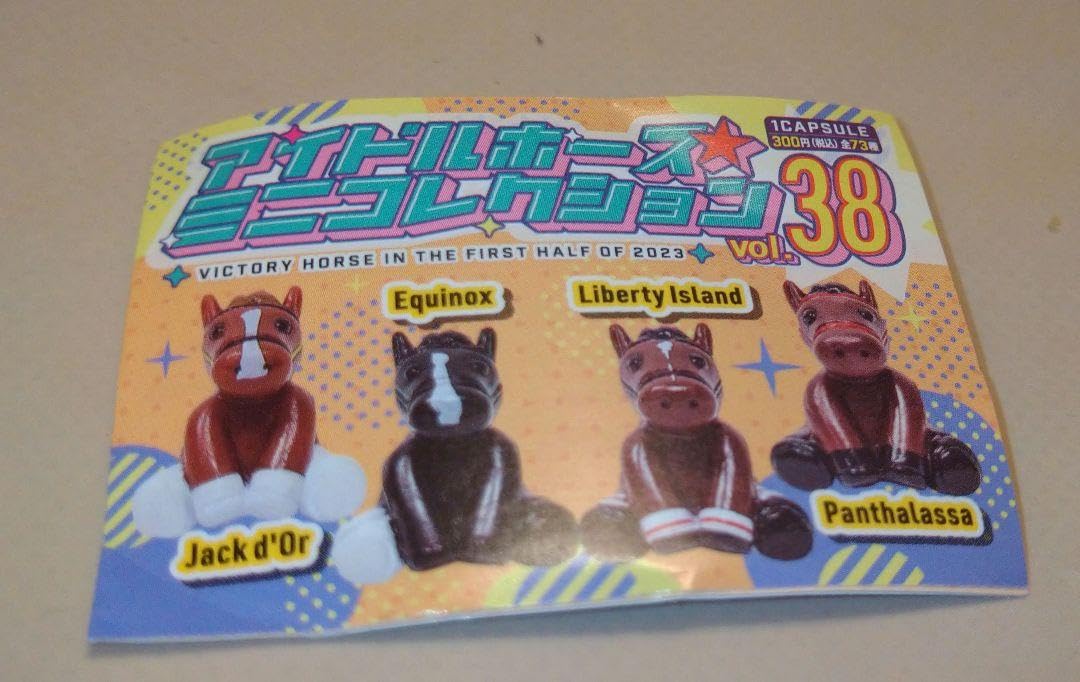 アイドルホース★
ミニコレクション
1CAPSULE
300円(税込)全73種
vol.38
VICTORY HORSE IN THE FIRST HALF OF 2023
Equinox
Liberty Island
Jack d'Or
Panthalassa